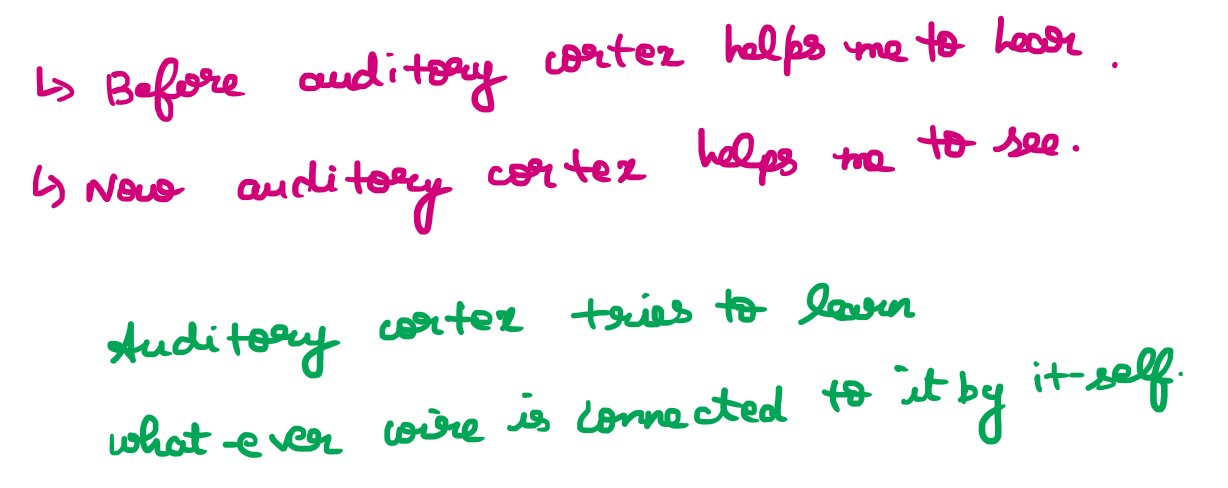 ↳ Before auditory cortex helps me to hear.
↳ Now auditory cortex helps me to see.
Auditory cortex tries to learn
what-ever wire is connected to it by it-self.